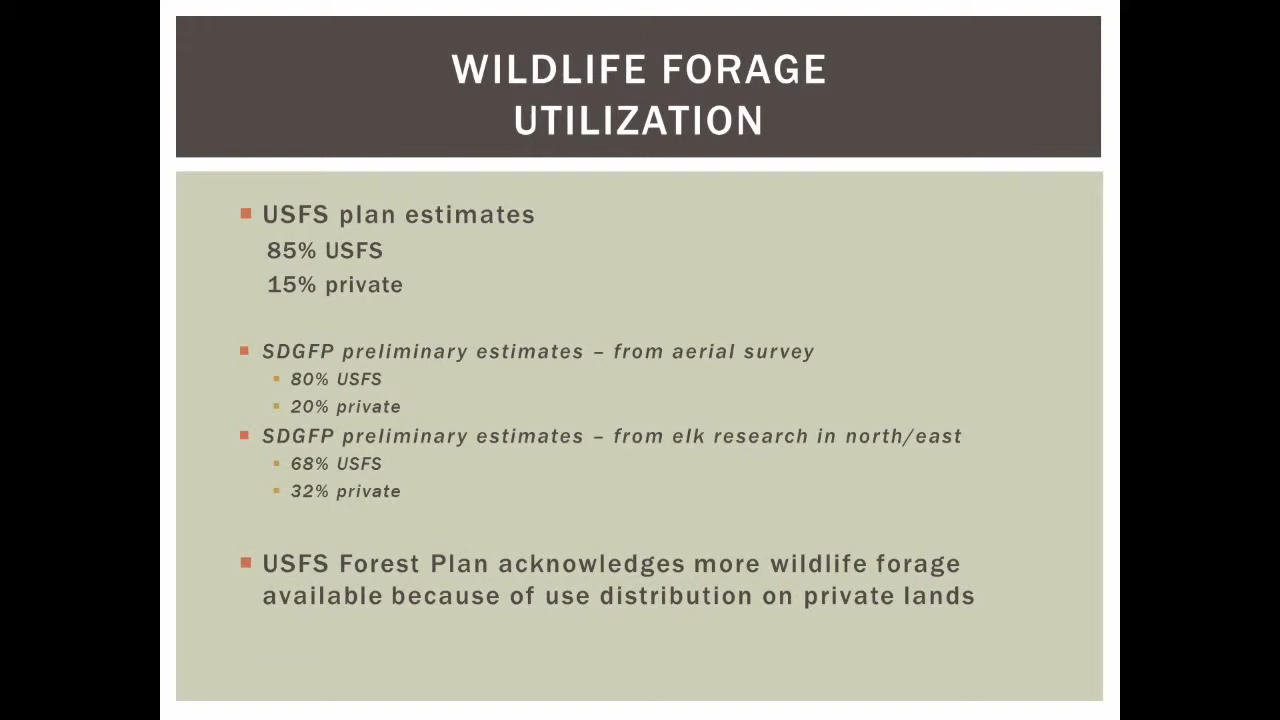 WILDLIFE FORAGE
UTILIZATION
USFS plan estimates
85% USFS
15% private
SDGFP preliminary estimates – from aerial survey
80% USFS
20% private
SDGFP preliminary estimates – from elk research in north/east
68% USFS
32% private
USFS Forest Plan acknowledges more wildlife forage
available because of use distribution on private lands